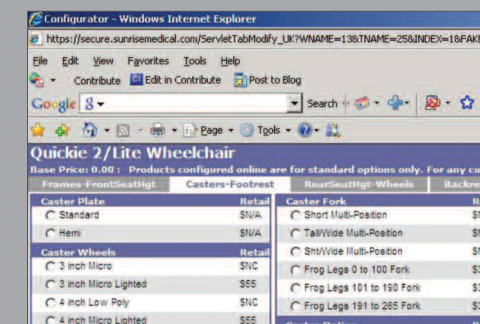 Configurator - Windows Internet Explorer
https://secure.sunrisemedical.com/ServletTabModify_UK?WNAME=13&TNAME=25&INDEX=1&FAKE
File Edit View Favorites Tools Help
Contribute Edit in Contribute Post to Blog
Google Search
Page Tools
Quickie 2/Lite Wheelchair
Base Price: 0.00 : Products configured online are for standard options only. For any cu
Frames-FrontSeatHgt Casters-Footrest RearSeatHgt-Wheels Backre
Caster Plate Retail
Standard $N/A
Hemi $N/A
Caster Wheels Retail
3 inch Micro $NC
3 inch Micro Lighted $55
4 inch Low Poly $NC
4 inch Micro Lighted $55
Caster Fork
Short Multi-Position
Tall/Wide Multi-Position
Sht/Wide Multi-Position
Frog Legs 0 to 100 Fork
Frog Legs 101 to 190 Fork
Frog Legs 191 to 265 Fork